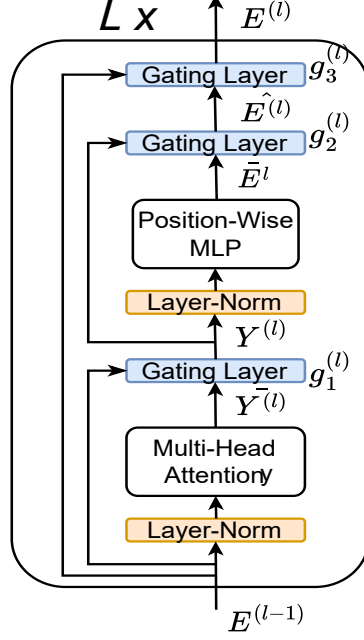 L x
E^(l)
Gating Layer g_3^(l)
Ê^(l)
Gating Layer g_2^(l)
Ē^l
Position-Wise
MLP
Layer-Norm
Y^(l)
Gating Layer g_1^(l)
Ȳ^(l)
Multi-Head
Attentiony
Layer-Norm
E^(l-1)